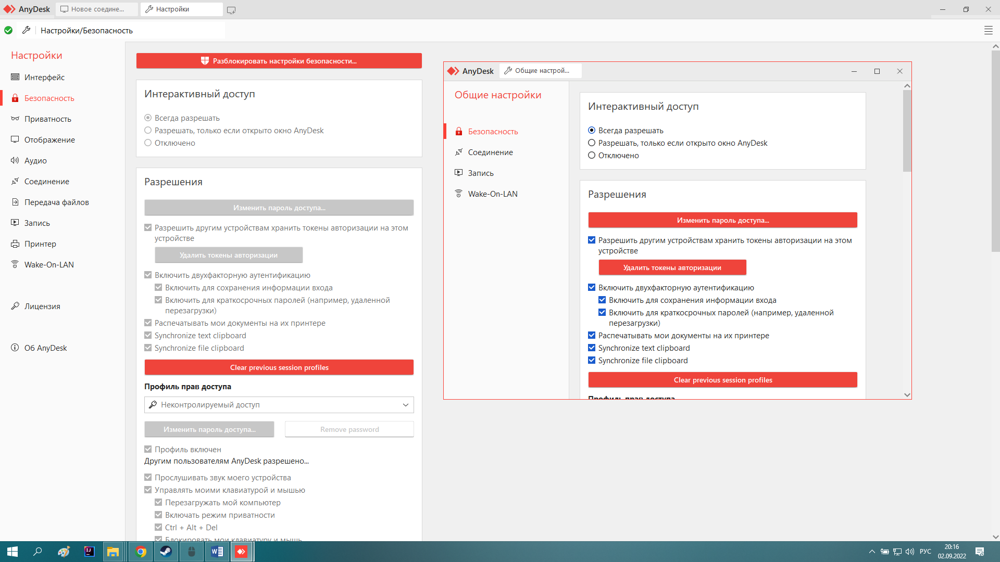 AnyDesk
Новое соедине...
Настройки
Настройки/Безопасность
Настройки
Интерфейс
Безопасность
Приватность
Отображение
Аудио
Соединение
Передача файлов
Запись
Принтер
Wake-On-LAN
Лицензия
Об AnyDesk
Разблокировать настройки безопасности...
Интерактивный доступ
Всегда разрешать
Разрешать, только если открыто окно AnyDesk
Отключено
Разрешения
Изменить пароль доступа...
Разрешить другим устройствам хранить токены авторизации на этом
устройстве
Удалить токены авторизации
Включить двухфакторную аутентификацию
Включить для сохранения информации входа
Включить для краткосрочных паролей (например, удаленной
перезагрузки)
Распечатывать мои документы на их принтере
Synchronize text clipboard
Synchronize file clipboard
Clear previous session profiles
Профиль прав доступа
Неконтролируемый доступ
Изменить пароль доступа...
Remove password
Профиль включен
Другим пользователям AnyDesk разрешено...
Прослушивать звук моего устройства
Управлять моими клавиатурой и мышью
Перезагружать мой компьютер
Включать режим приватности
Ctrl + Alt + Del
Блокировать мои клавиатуру и мышь
AnyDesk
Общие настрой...
Общие настройки
Безопасность
Соединение
Запись
Wake-On-LAN
Интерактивный доступ
Всегда разрешать
Разрешать, только если открыто окно AnyDesk
Отключено
Разрешения
Изменить пароль доступа...
Разрешить другим устройствам хранить токены авторизации на этом
устройстве
Удалить токены авторизации
Включить двухфакторную аутентификацию
Включить для сохранения информации входа
Включить для краткосрочных паролей (например, удаленной
перезагрузки)
Распечатывать мои документы на их принтере
Synchronize text clipboard
Synchronize file clipboard
Clear previous session profiles
Профиль прав доступа
IJ
W
РУС
20:16
02.09.2022